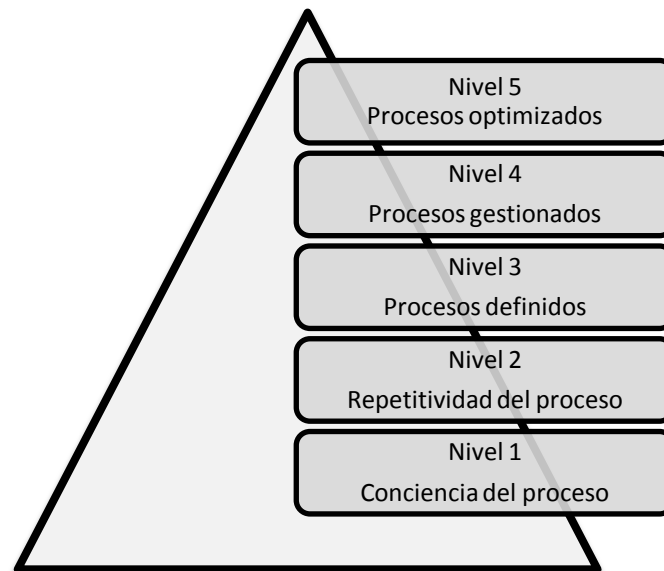 Nivel 5
Procesos optimizados
Nivel 4
Procesos gestionados
Nivel 3
Procesos definidos
Nivel 2
Repetitividad del proceso
Nivel 1
Conciencia del proceso